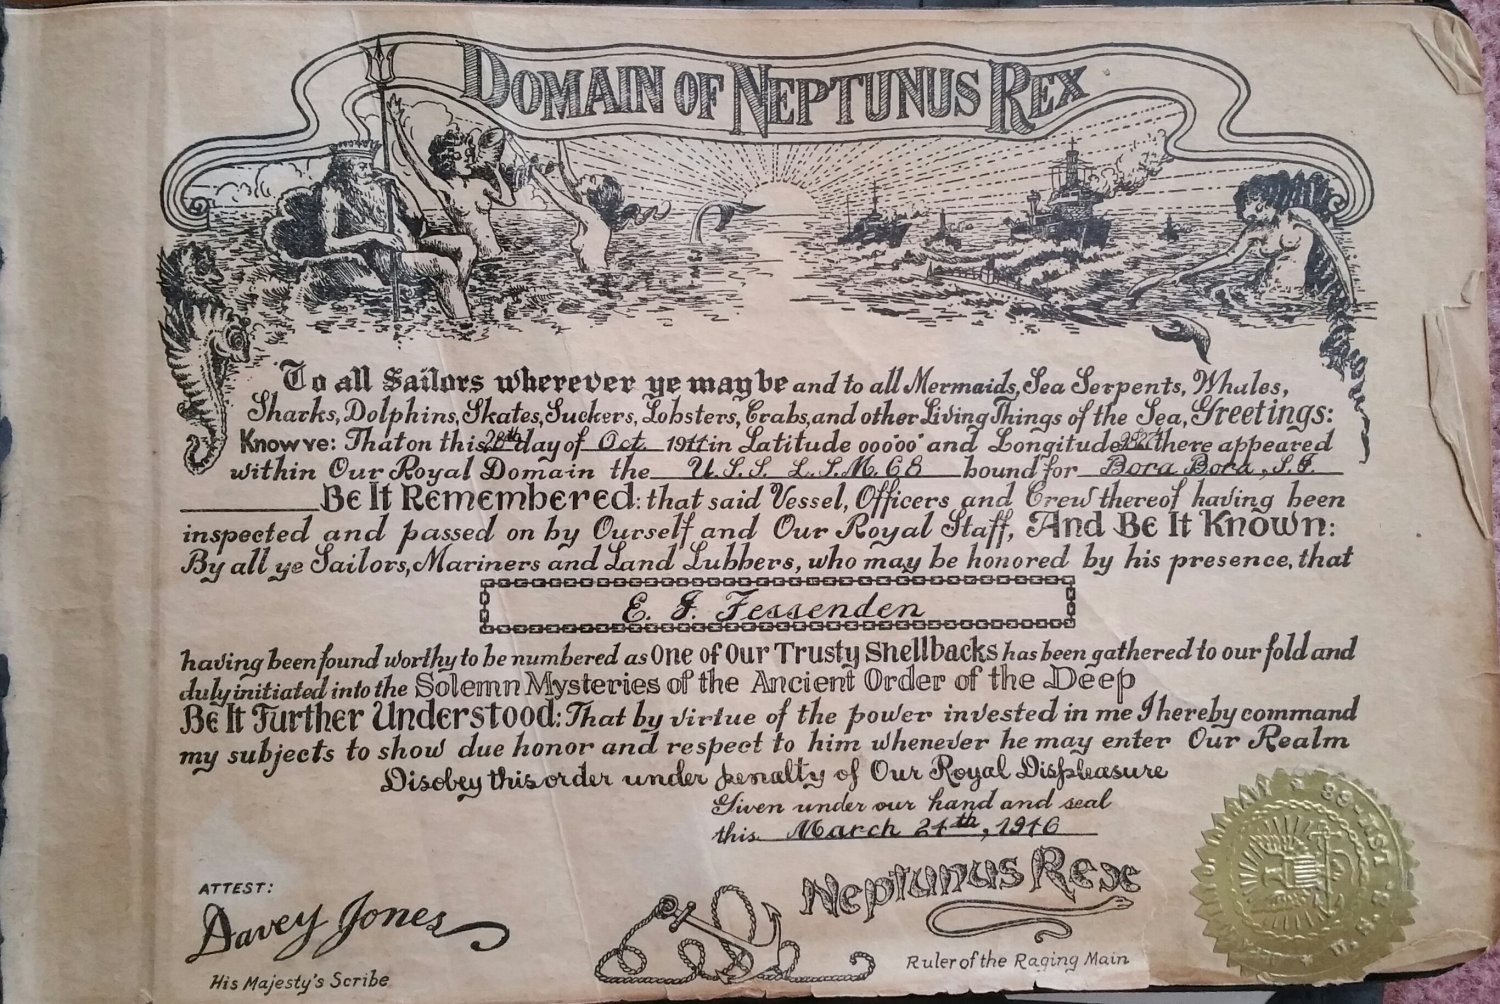 DOMAIN OF NEPTUNUS REX
To all Sailors wherever ye may be and to all Mermaids, Sea Serpents, Whales,
Sharks, Dolphins, Skates, Suckers, Lobsters, Crabs, and other Living Things of the Sea, Greetings:
Know ye: That on this 28th day of Oct. 1944 in Latitude 00000 and Longitude there appeared
within Our Royal Domain the U.S.S. L.S.M. 68 bound for Bora Bora, S.I.
Be It Remembered: that said Vessel, Officers and Crew thereof having been
inspected and passed on by Ourself and Our Royal Staff, And Be It Known:
By all ye Sailors, Mariners and Land Lubbers, who may be honored by his presence, that
E. J. Fessenden
having been found worthy to be numbered as One of Our Trusty Shellbacks has been gathered to our fold and
duly initiated into the Solemn Mysteries of the Ancient Order of the Deep
Be It Further Understood: That by virtue of the power invested in me I hereby command
my subjects to show due honor and respect to him whenever he may enter Our Realm
Disobey this order under penalty of Our Royal Displeasure
Given under our hand and seal
this March 24th, 1946
ATTEST:
Davey Jones
His Majesty's Scribe
Neptunus Rex
Ruler of the Raging Main
U.S.S. LSM-68